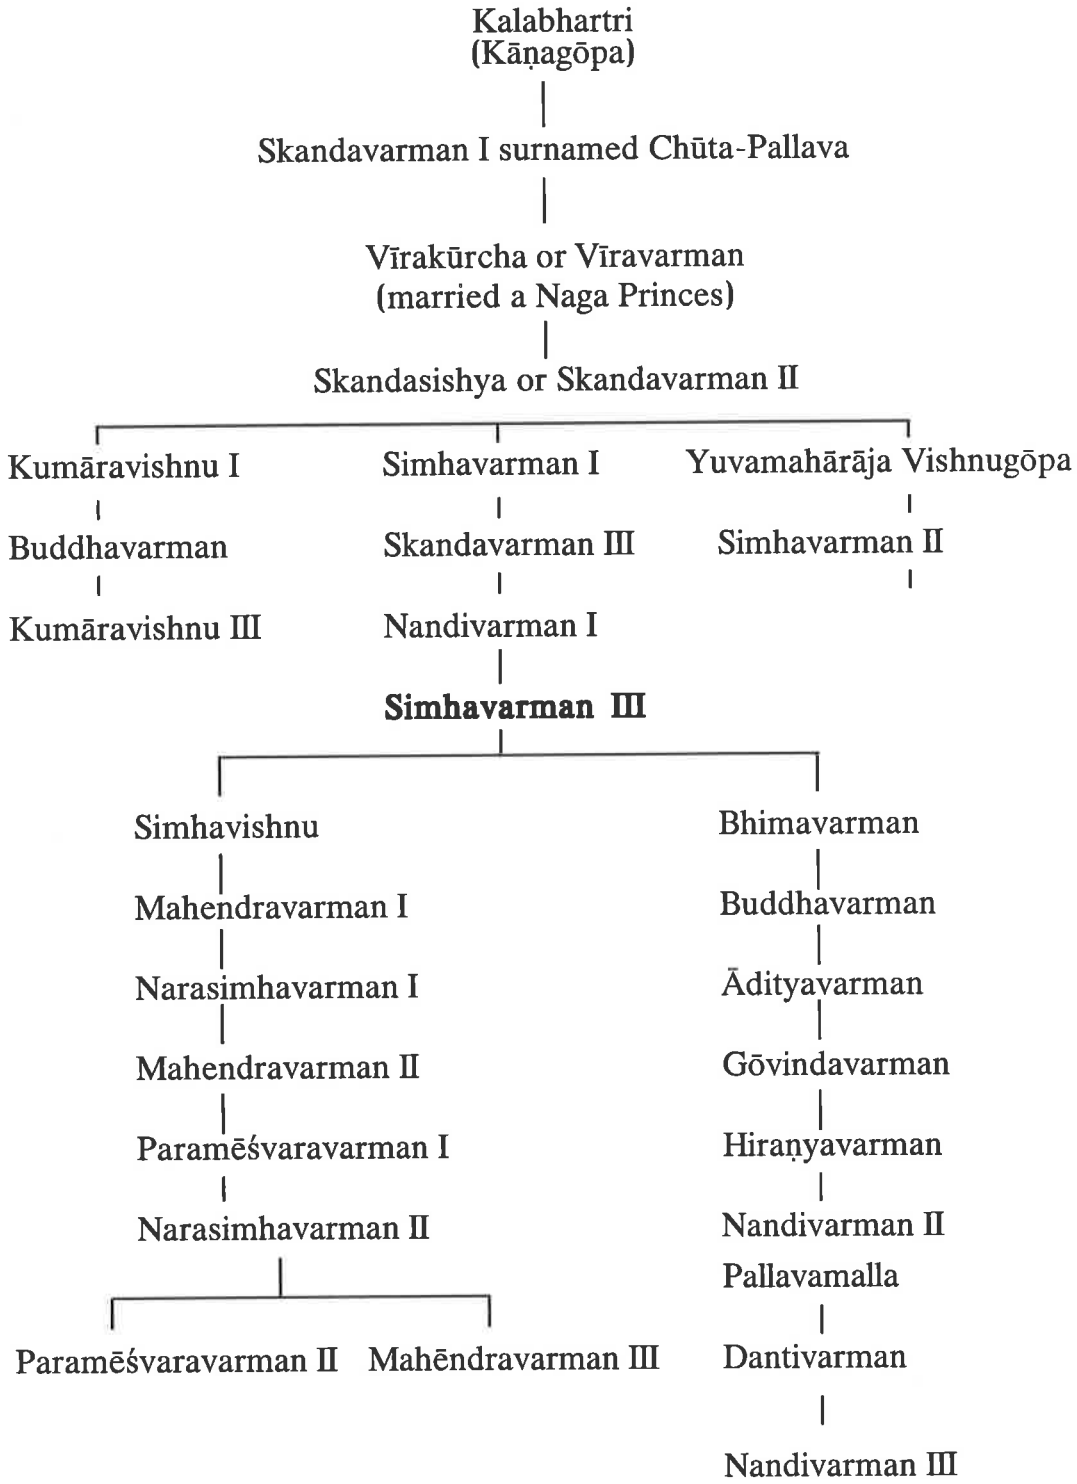 Kalabhartri
(Kāṇagōpa)
Skandavarman I surnamed Chūta-Pallava
Vīrakūrcha or Vīravarman
(married a Naga Princes)
Skandasishya or Skandavarman II
Kumāravishnu I Simhavarman I Yuvamahārāja Vishnugōpa
Buddhavarman Skandavarman III Simhavarman II
Kumāravishnu III Nandivarman I
Simhavarman III
Simhavishnu Bhimavarman
Mahendravarman I Buddhavarman
Narasimhavarman I Ādityavarman
Mahendravarman II Gōvindavarman
Paramēśvaravarman I Hiraṇyavarman
Narasimhavarman II Nandivarman II
Pallavamalla
Paramēśvaravarman II Mahēndravarman III Dantivarman
Nandivarman III